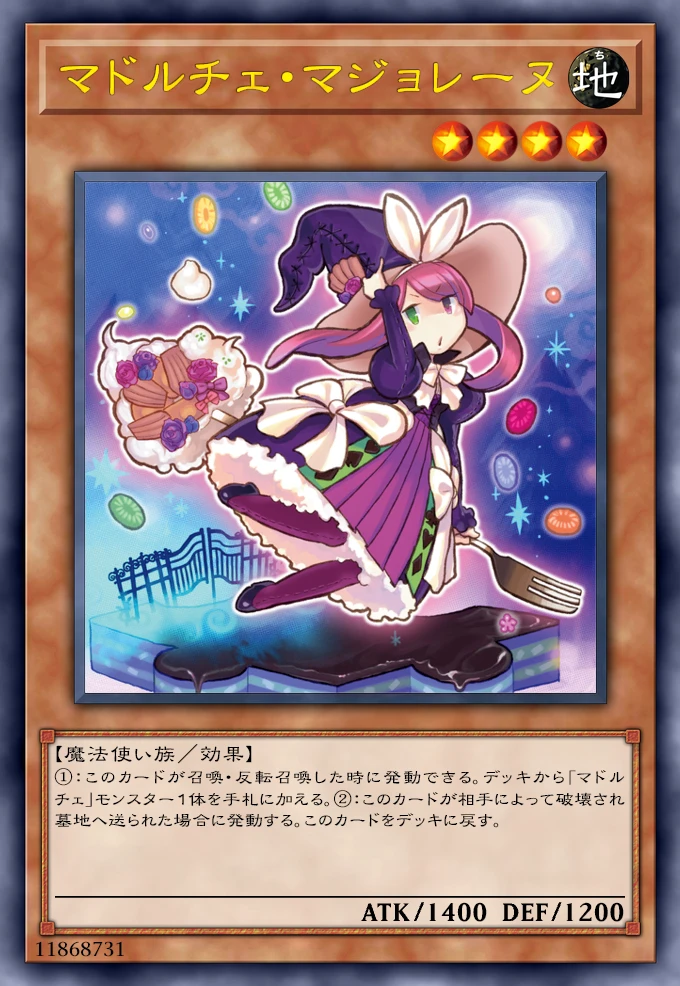 マドルチェ・マジョレーヌ
ち
地
【魔法使い族／効果】
①：このカードが召喚・反転召喚した時に発動できる。デッキから「マドル
チェ」モンスター１体を手札に加える。②：このカードが相手によって破壊され
墓地へ送られた場合に発動する。このカードをデッキに戻す。
ATK/1400 DEF/1200
11868731